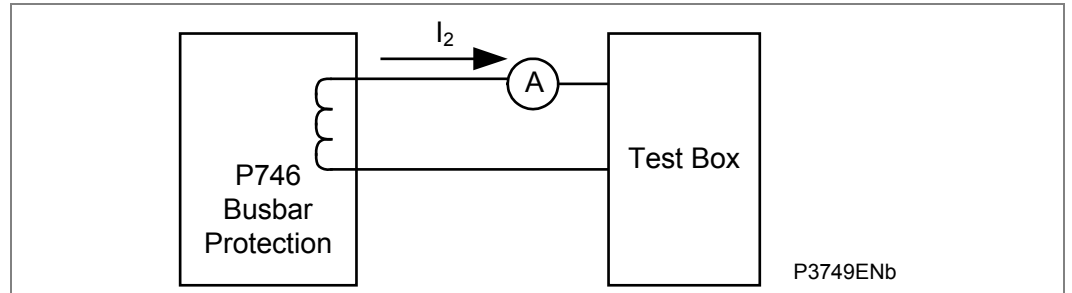 I₂
A
P746
Busbar
Protection
Test Box
P3749ENb